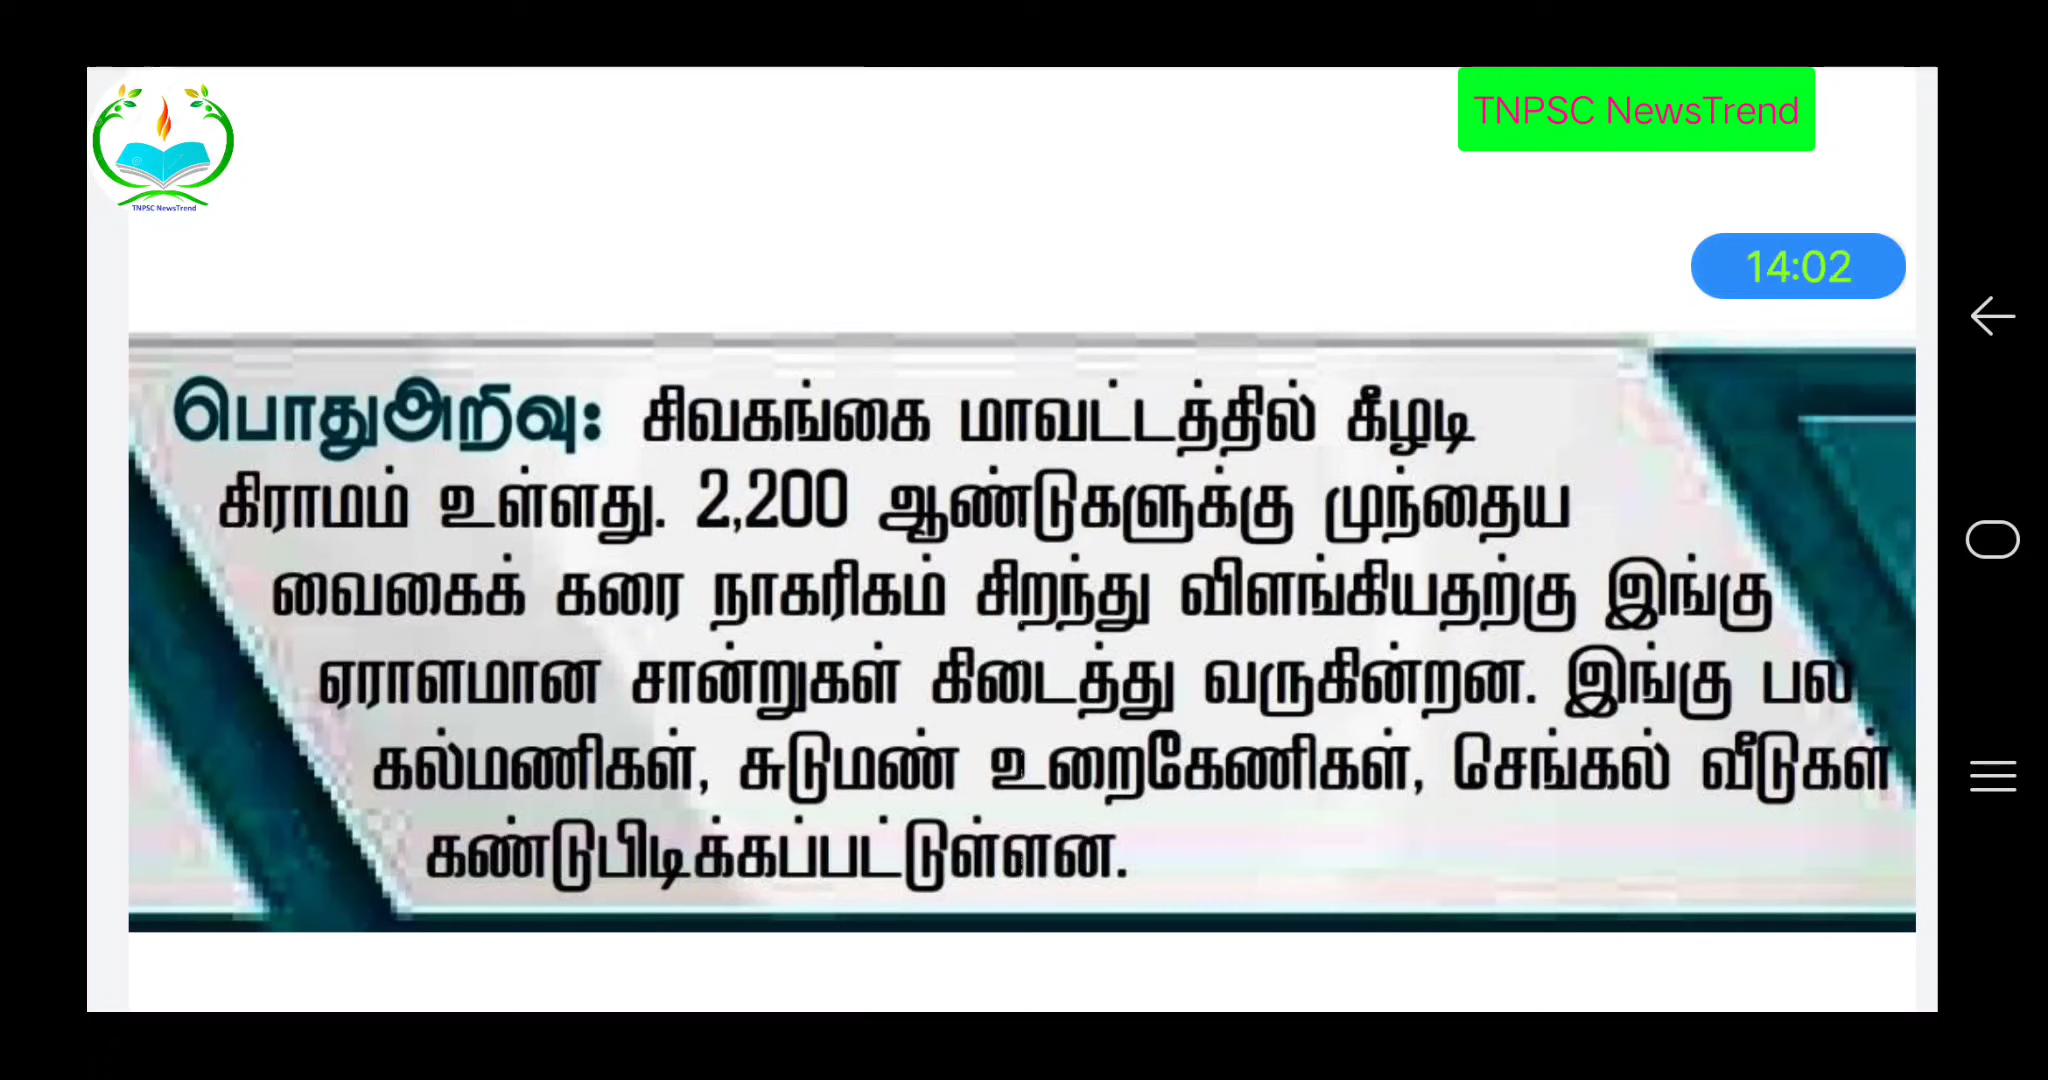 TNPSC NewsTrend
TNPSC NewsTrend
14:02
பொதுஅறிவு: சிவகங்கை மாவட்டத்தில் கீழடி
கிராமம் உள்ளது. 2,200 ஆண்டுகளுக்கு முந்தைய
வைகைக் கரை நாகரிகம் சிறந்து விளங்கியதற்கு இங்கு
ஏராளமான சான்றுகள் கிடைத்து வருகின்றன. இங்கு பல
கல்மணிகள், சுடுமண் உறைகேணிகள், செங்கல் வீடுகள்
கண்டுபிடிக்கப்பட்டுள்ளன.